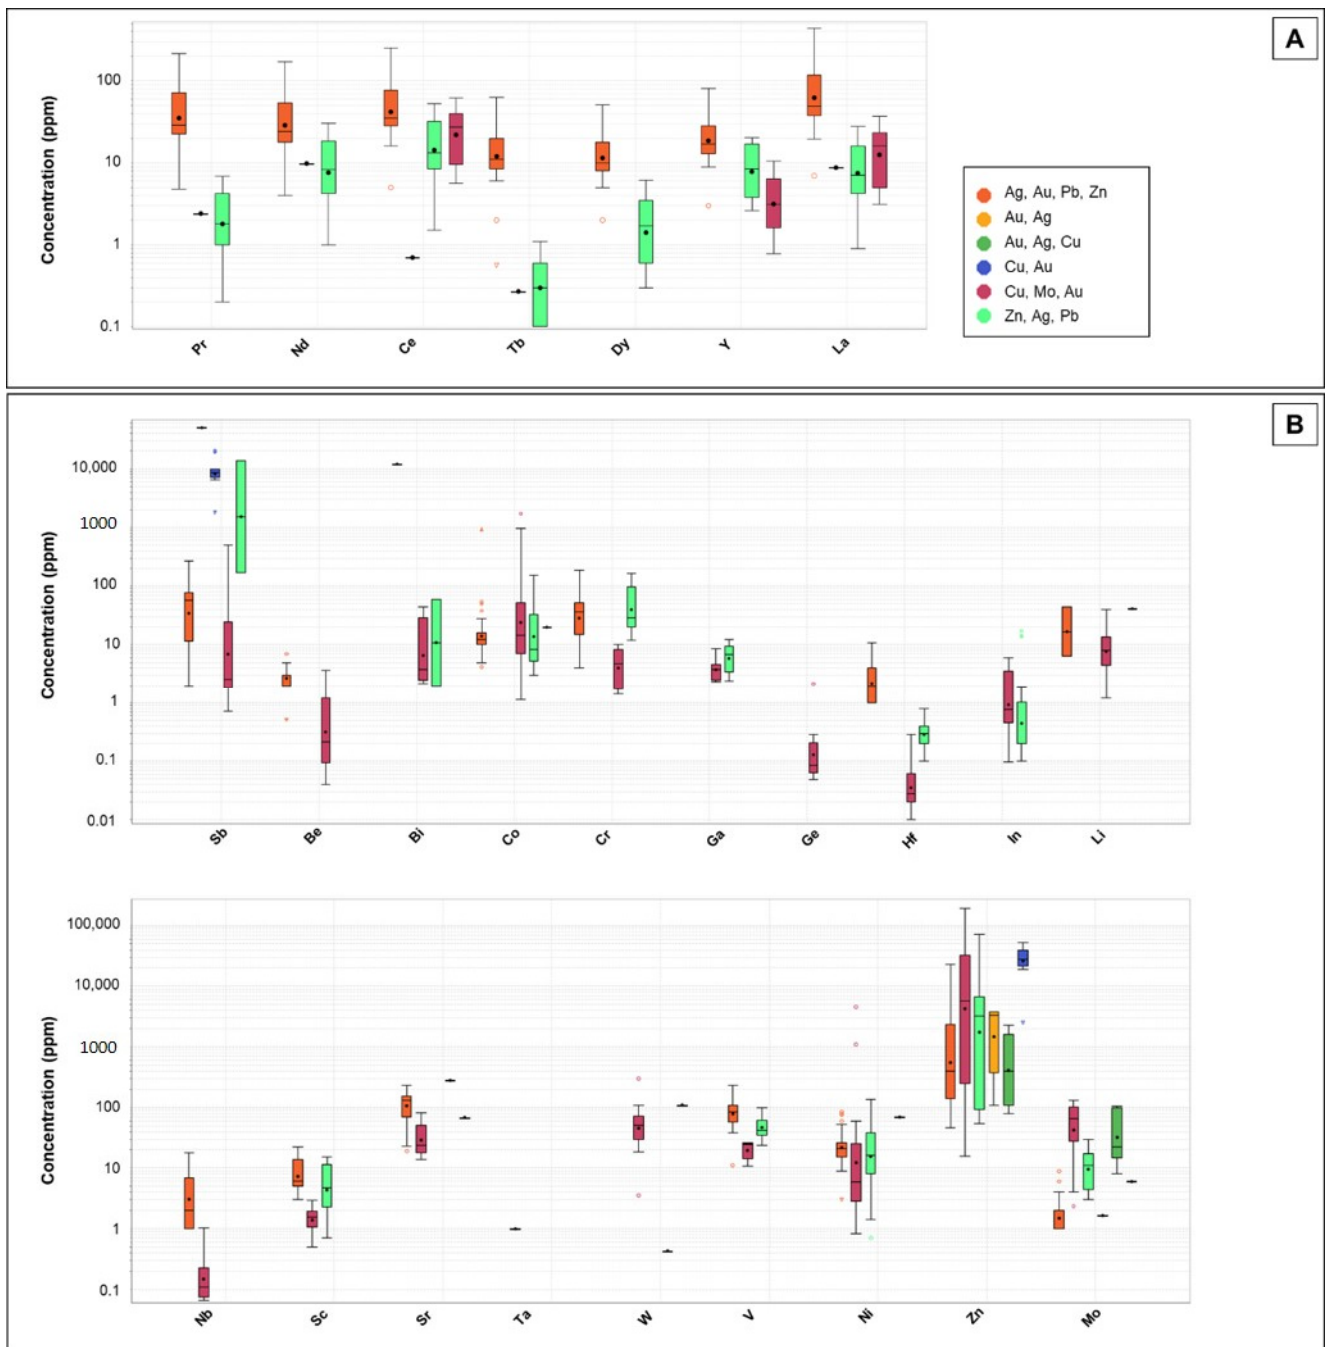 A
Concentration (ppm)
100
10
1
0.1
Pr Nd Ce Tb Dy Y La
Ag, Au, Pb, Zn
Au, Ag
Au, Ag, Cu
Cu, Au
Cu, Mo, Au
Zn, Ag, Pb
B
Concentration (ppm)
10,000
1000
100
10
1
0.1
0.01
Sb Be Bi Co Cr Ga Ge Hf In Li
Concentration (ppm)
100,000
10,000
1000
100
10
1
0.1
Nb Sc Sr Ta W V Ni Zn Mo